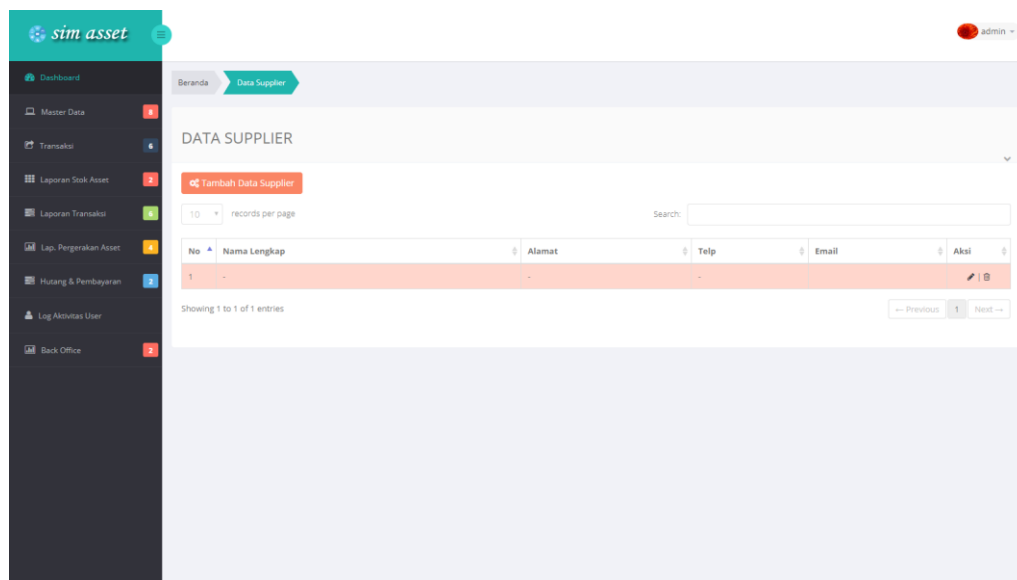 sim asset
admin
Dashboard
Beranda Data Supplier
Master Data 8
Transaksi 6
DATA SUPPLIER
Laporan Stok Asset 2
Tambah Data Supplier
Laporan Transaksi 6
10 records per page Search:
Lap. Pergerakan Asset 4
No Nama Lengkap Alamat Telp Email Aksi
Hutang & Pembayaran 2
1 - - - |
Log Aktivitas User
Showing 1 to 1 of 1 entries ← Previous 1 Next →
Back Office 2